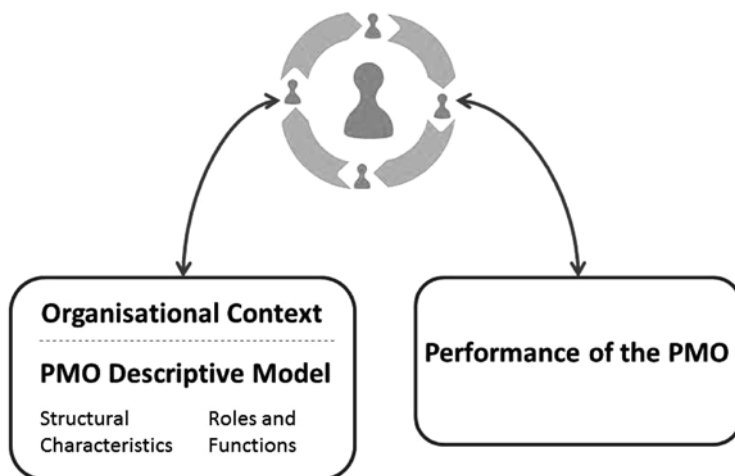 Organisational Context
PMO Descriptive Model
Structural Characteristics
Roles and Functions
Performance of the PMO